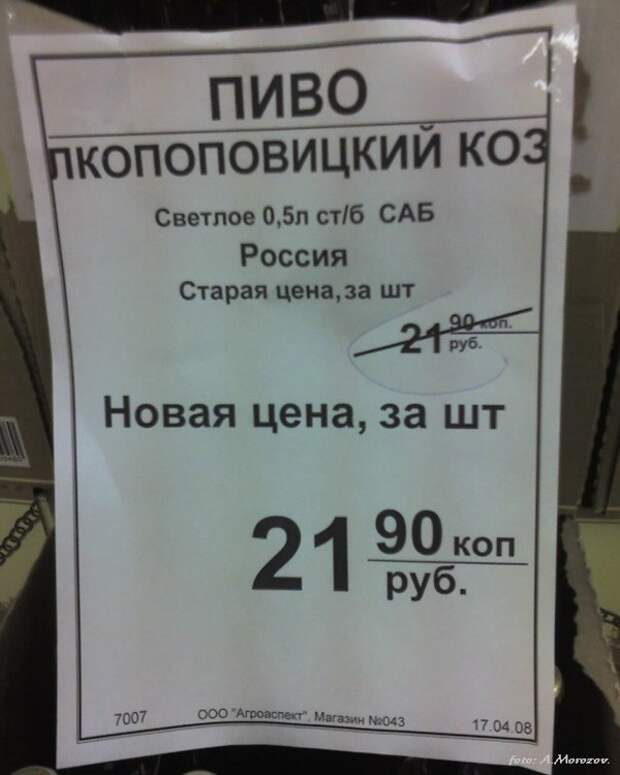 ПИВО
ЛКОПОПОВИЦКИЙ КОЗ
Светлое 0,5л ст/б САБ
Россия
Старая цена,за шт
21 90 коп.
руб.
Новая цена, за шт
21 90 коп
руб.
7007 ООО "Агроаспект". Магазин №043 17.04.08
foto: A.Morozov.